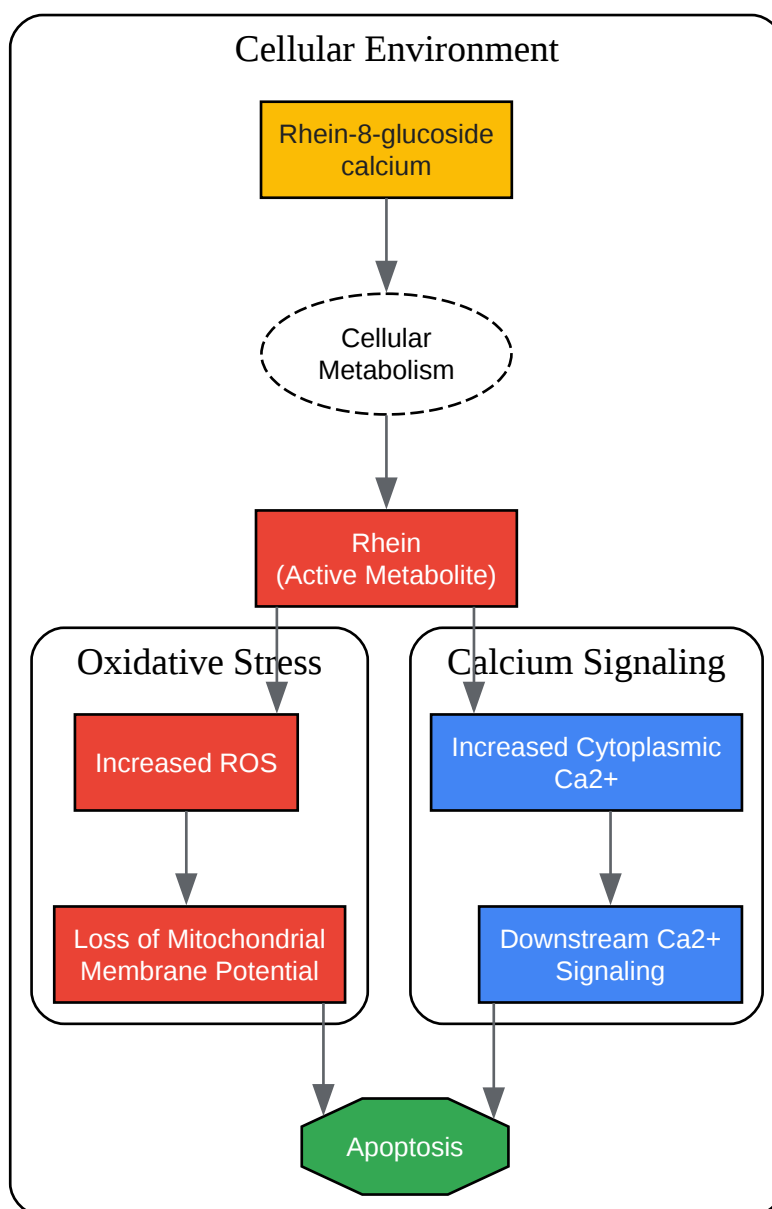 Cellular Environment
Rhein-8-glucoside
calcium
Cellular
Metabolism
Rhein
(Active Metabolite)
Oxidative Stress
Calcium Signaling
Increased ROS
Increased Cytoplasmic
Ca2+
Loss of Mitochondrial
Membrane Potential
Downstream Ca2+
Signaling
Apoptosis